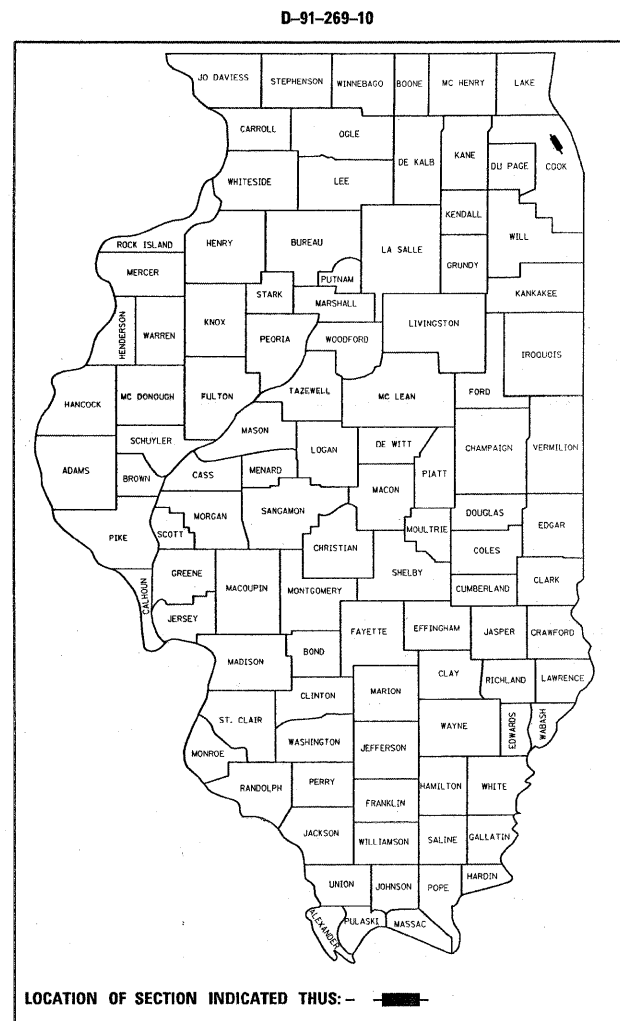 D-91-269-10
JO DAVIESS STEPHENSON WINNEBAGO BOONE MC HENRY LAKE
CARROLL OGLE DE KALB KANE DU PAGE COOK
WHITESIDE LEE
KENDALL
ROCK ISLAND HENRY BUREAU LA SALLE GRUNDY WILL
MERCER PUTNAM
STARK MARSHALL KANKAKEE
HENDERSON WARREN KNOX PEORIA WOODFORD LIVINGSTON IROQUOIS
HANCOCK MC DONOUGH FULTON TAZEWELL MC LEAN FORD
MASON
SCHUYLER LOGAN DE WITT CHAMPAIGN VERMILION
ADAMS BROWN CASS MENARD MACON PIATT
MORGAN SANGAMON DOUGLAS
PIKE SCOTT CHRISTIAN MOULTRIE COLES EDGAR
GREENE MACOUPIN MONTGOMERY SHELBY CUMBERLAND CLARK
CALHOUN JERSEY
FAYETTE EFFINGHAM JASPER CRAWFORD
MADISON BOND
CLAY RICHLAND LAWRENCE
CLINTON MARION
ST. CLAIR WAYNE EDWARDS WABASH
WASHINGTON JEFFERSON
MONROE
RANDOLPH PERRY HAMILTON WHITE
FRANKLIN
JACKSON WILLIAMSON SALINE GALLATIN
UNION JOHNSON POPE HARDIN
ALEXANDER PULASKI MASSAC
LOCATION OF SECTION INDICATED THUS: -